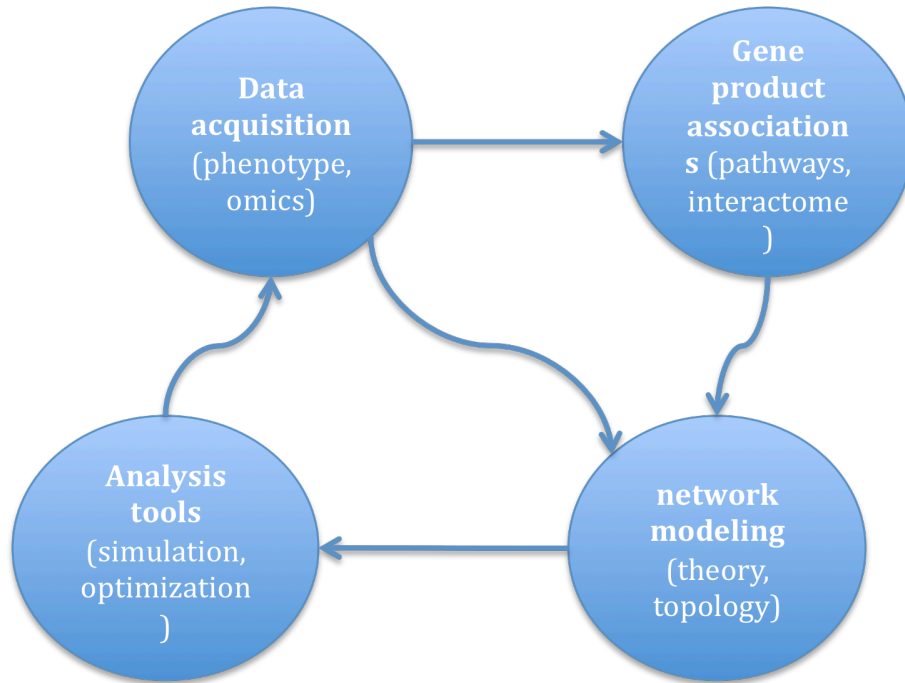 Data
acquisition
(phenotype,
omics)
Gene
product
association
s (pathways,
interactome
)
Analysis
tools
(simulation,
optimization
)
network
modeling
(theory,
topology)